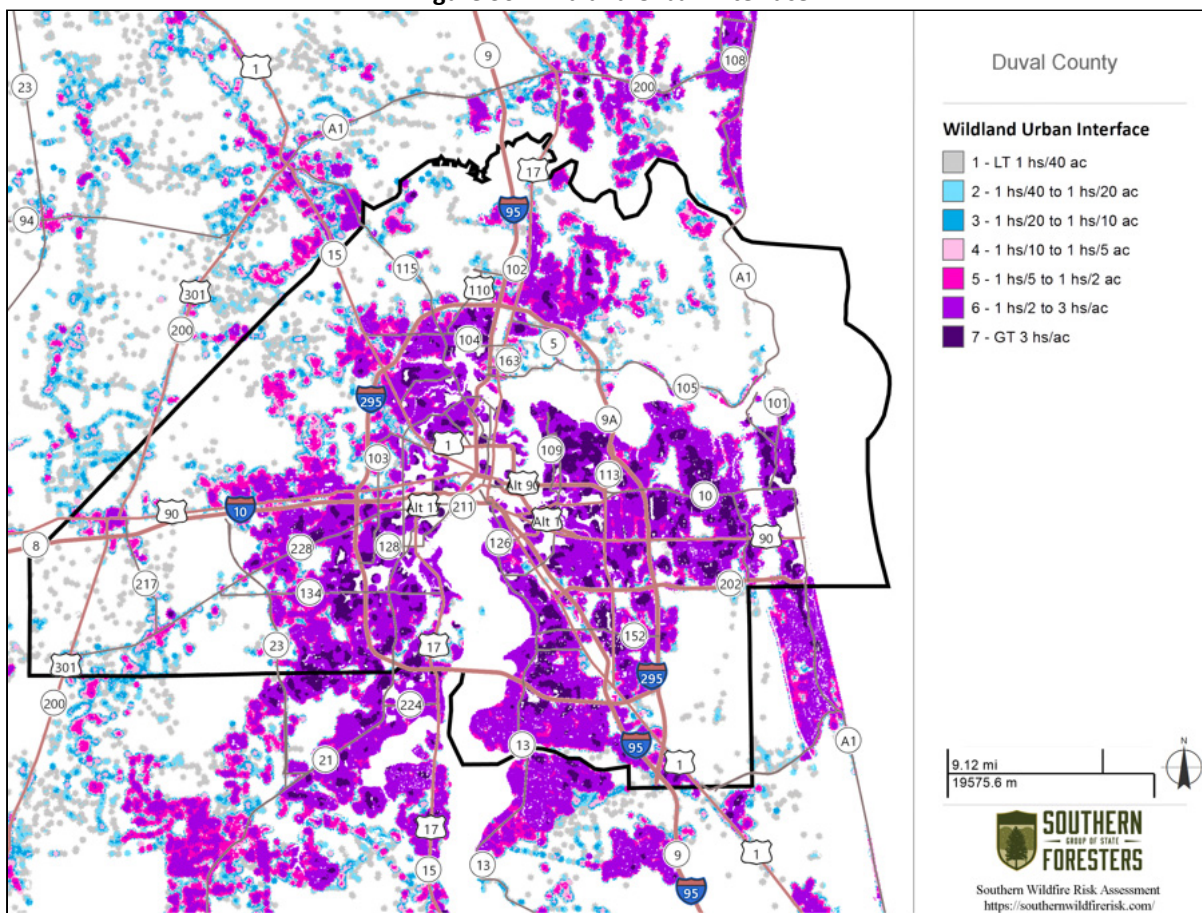 Duval County
Wildland Urban Interface
1 - LT 1 hs/40 ac
2 - 1 hs/40 to 1 hs/20 ac
3 - 1 hs/20 to 1 hs/10 ac
4 - 1 hs/10 to 1 hs/5 ac
5 - 1 hs/5 to 1 hs/2 ac
6 - 1 hs/2 to 3 hs/ac
7 - GT 3 hs/ac
9
1
108
23
200
A1
17
95
94
15
115
102
A1
301
110
200
104
163
5
295
105
101
9A
1
109
103
113
10
Alt 90
90
10
211
Alt 1
126
90
8
228
128
217
202
134
23
152
17
301
295
200
224
13
95
A1
21
1
17
9
1
15
13
95
N
9.12 mi
19575.6 m
SOUTHERN
GROUP OF STATE
FORESTERS
Southern Wildfire Risk Assessment
https://southernwildfirerisk.com/